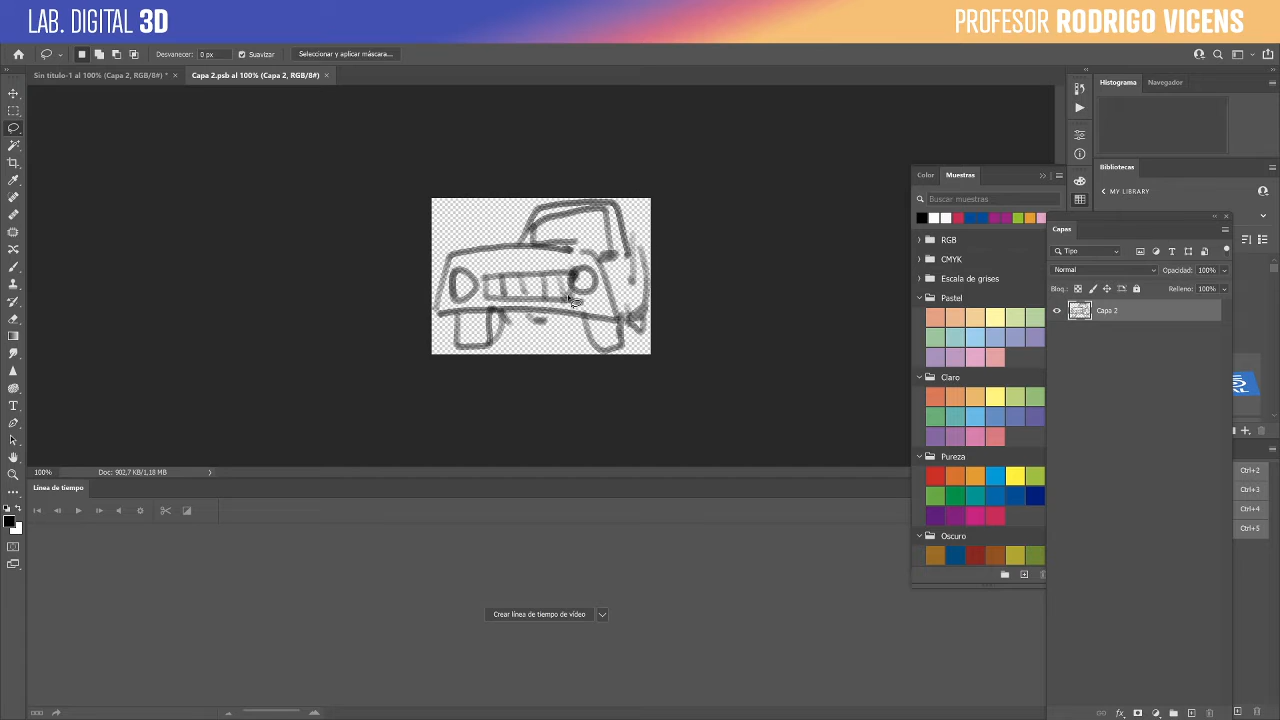 LAB. DIGITAL 3D
PROFESOR RODRIGO VICENS
Desvanecer: 0 px
Suavizar
Seleccionar y aplicar máscara...
Sin título-1 al 100% (Capa 2, RGB/8#) *
Capa 2.psb al 100% (Capa 2, RGB/8#)
Histograma
Navegador
Bibliotecas
MY LIBRARY
Color
Muestras
Buscar muestras
RGB
CMYK
Escala de grises
Pastel
Claro
Pureza
Oscuro
Capas
Tipo
Normal
Opacidad: 100%
Bloq.:
Relleno: 100%
Capa 2
Ctrl+2
Ctrl+3
Ctrl+4
Ctrl+5
100%
Doc: 902,7 KB/1,18 MB
Línea de tiempo
Crear línea de tiempo de vídeo